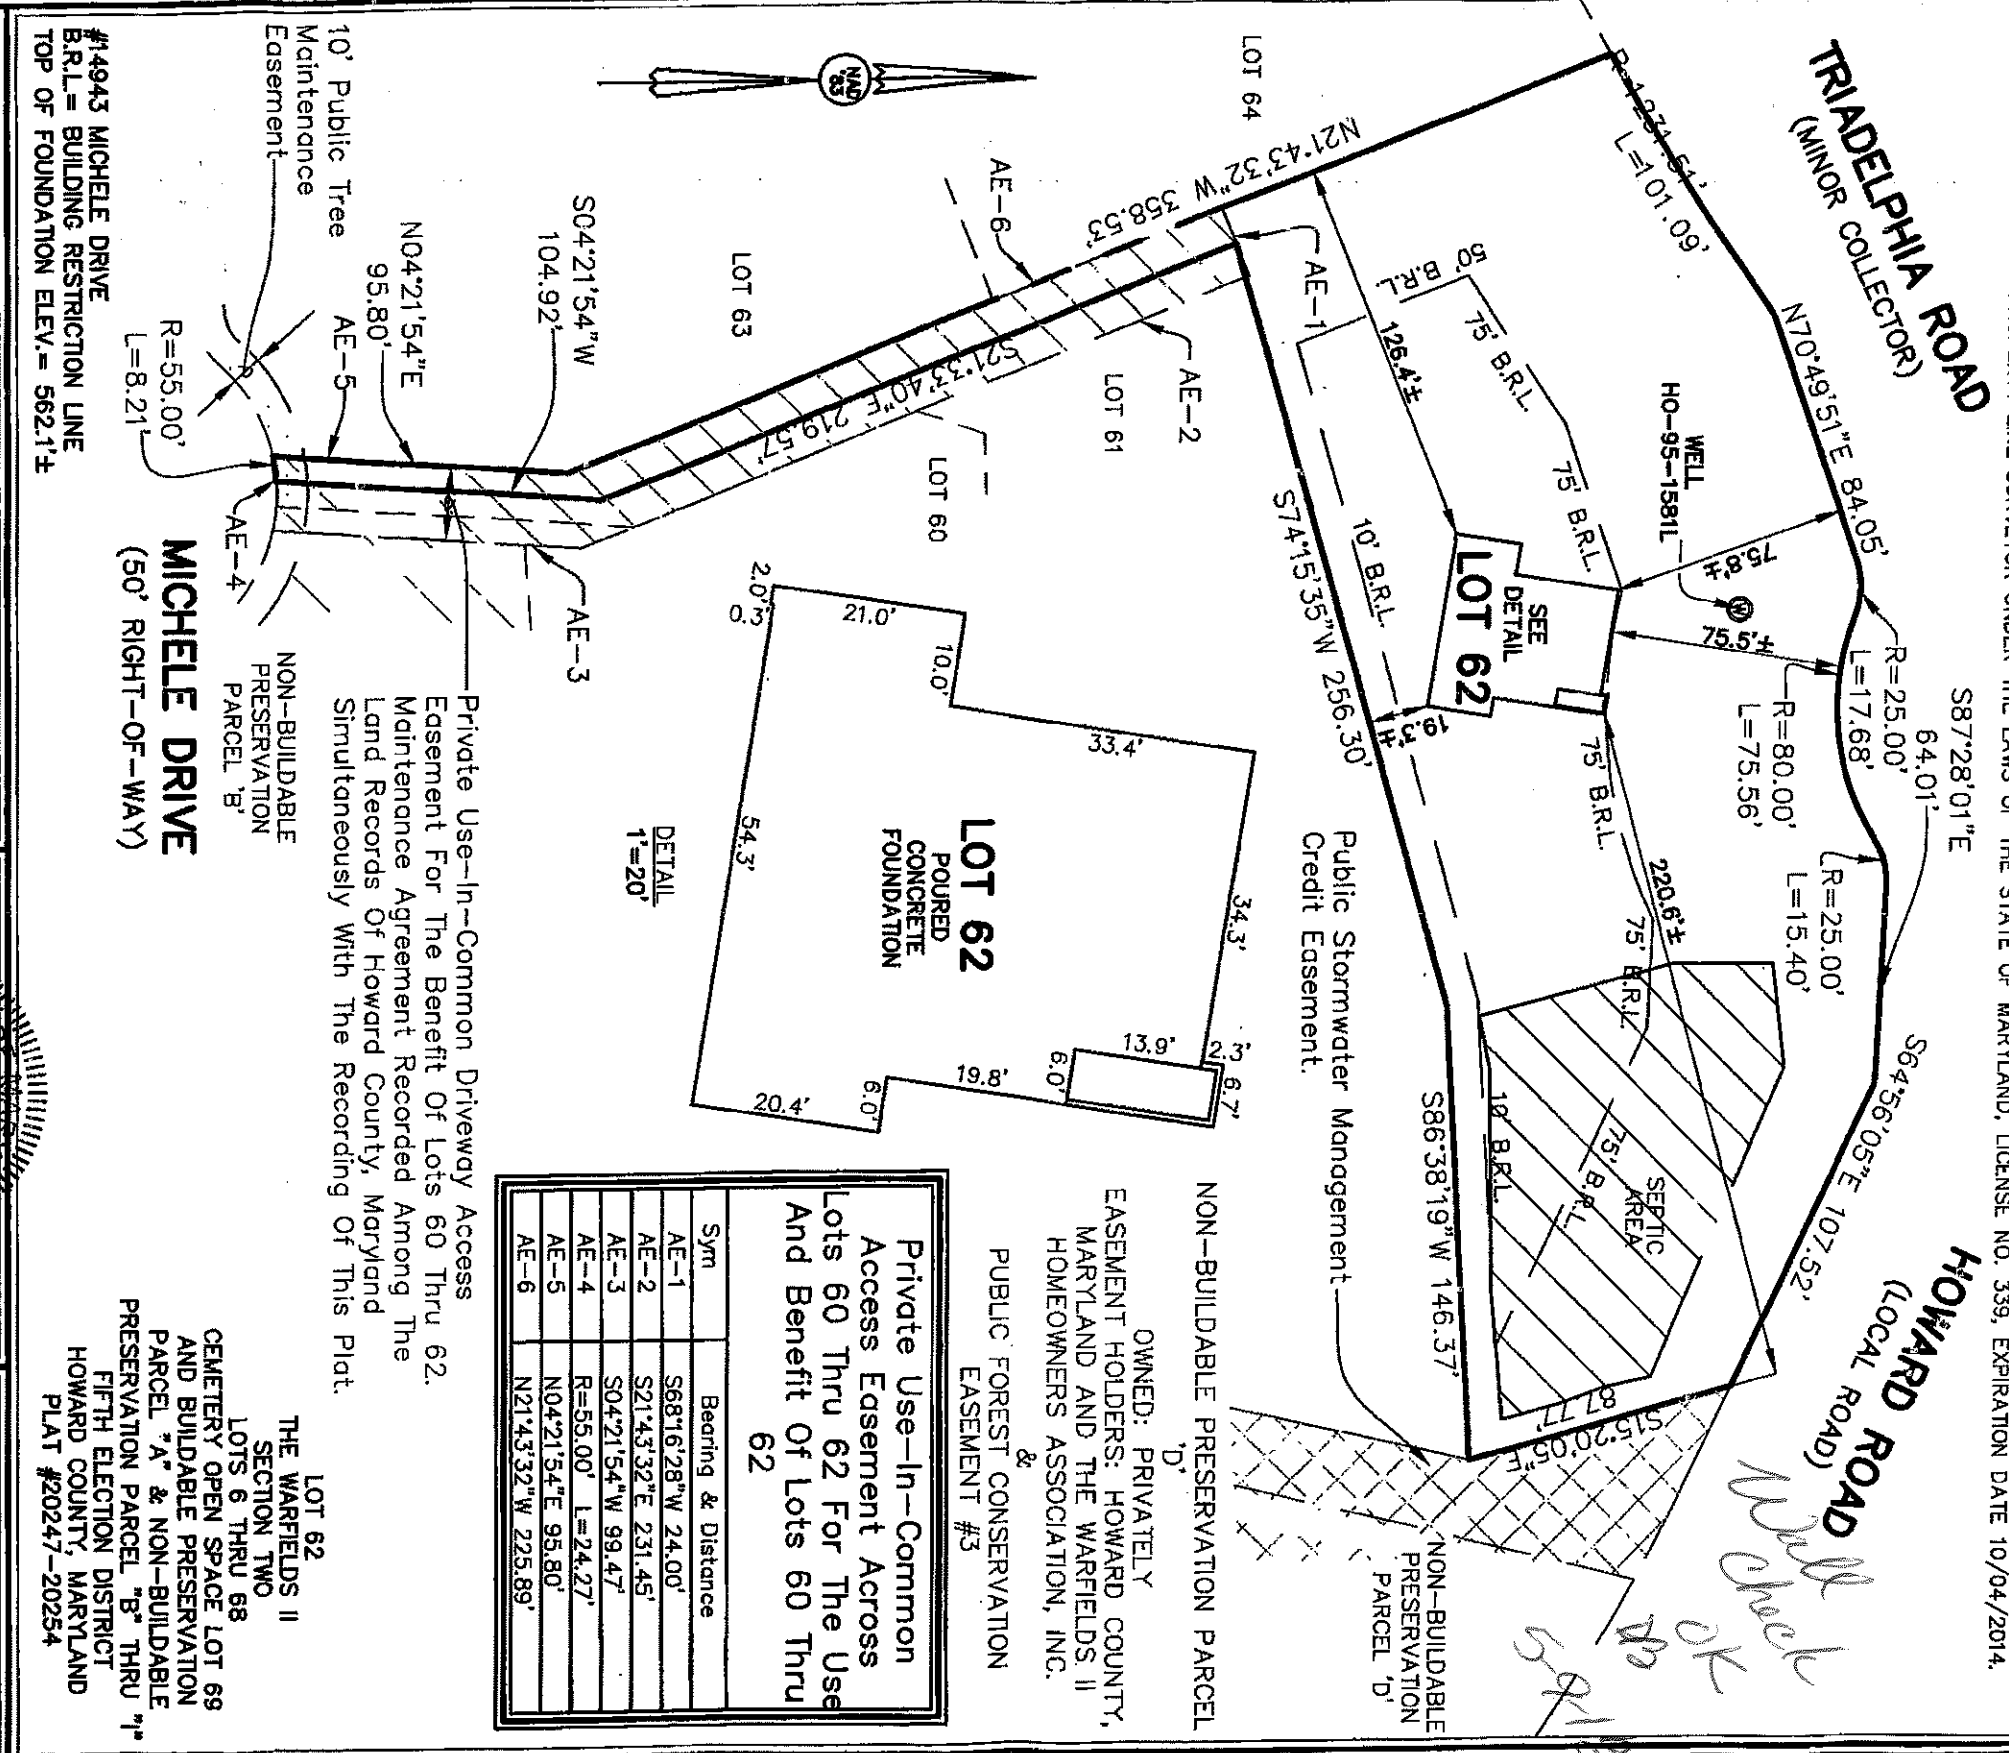 UNDER THE LAWS OF THE STATE OF MARYLAND, LICENSE NO. 339, EXPIRATION DATE 10/04/2014.
TRIADELPHIA ROAD
(MINOR COLLECTOR)
HOWARD ROAD
(LOCAL ROAD)
Wall
Check
OK
R=1231.51'
L=101.09'
N70°49'51"E 84.05'
R=25.00'
L=17.68'
R=80.00'
L=75.56'
S87°28'01"E
64.01'
R=25.00'
L=15.40'
S64°56'05"E 107.52'
S15°20'05"E
87.77'
WELL
HO-95-1581L
W
75.8'±
75.5'±
50' B.R.L.
75' B.R.L.
75' B.R.L.
75' B.R.L.
75' B.R.L.
75' B.R.L.
220.6'±
126.4'±
19.3'±
SEE
DETAIL
LOT 62
SEPTIC
AREA
10' B.R.L.
10' B.R.L.
S74°15'35"W 256.30'
S86°38'19"W 146.37'
N21°43'32"W 358.53'
LOT 64
NAD
'83
AE-6
AE-1
AE-2
LOT 61
LOT 63
LOT 60
S21°33'40"E
219.57'
S04°21'54"W
104.92'
N04°21'54"E
95.80'
AE-5
AE-3
AE-4
10' Public Tree
Maintenance
Easement
R=55.00'
L=8.21'
MICHELE DRIVE
(50' RIGHT-OF-WAY)
NON-BUILDABLE
PRESERVATION
PARCEL 'B'
Public Stormwater Management
Credit Easement.
NON-BUILDABLE
PRESERVATION
PARCEL 'D'
NON-BUILDABLE PRESERVATION PARCEL
'D'
OWNED: PRIVATELY
EASEMENT HOLDERS: HOWARD COUNTY,
MARYLAND AND THE WARFIELDS II
HOMEOWNERS ASSOCIATION, INC.
&
PUBLIC FOREST CONSERVATION
EASEMENT #3
LOT 62
POURED
CONCRETE
FOUNDATION
2.0'
0.3'
21.0'
10.0'
33.4'
34.3'
2.3'
6.7'
13.9'
6.0'
19.8'
6.0'
20.4'
54.3'
DETAIL
1"=20'
Private Use-In-Common Driveway Access
Easement For The Benefit Of Lots 60 Thru 62.
Maintenance Agreement Recorded Among The
Land Records Of Howard County, Maryland
Simultaneously With The Recording Of This Plat.
Private Use-In-Common
Access Easement Across
Lots 60 Thru 62 For The Use
And Benefit Of Lots 60 Thru
62
Sym Bearing & Distance
AE-1 S68°16'28"W 24.00'
AE-2 S21°43'32"E 231.45'
AE-3 S04°21'54"W 99.47'
AE-4 R=55.00' L=24.27'
AE-5 N04°21'54"E 95.80'
AE-6 N21°43'32"W 225.89'
#14943 MICHELE DRIVE
B.R.L.= BUILDING RESTRICTION LINE
TOP OF FOUNDATION ELEV.= 562.1'±
LOT 62
THE WARFIELDS II
SECTION TWO
LOTS 6 THRU 68
CEMETERY OPEN SPACE LOT 69
AND BUILDABLE PRESERVATION
PARCEL "A" & NON-BUILDABLE
PRESERVATION PARCEL "B" THRU "I"
FIFTH ELECTION DISTRICT
HOWARD COUNTY, MARYLAND
PLAT #20247-20254